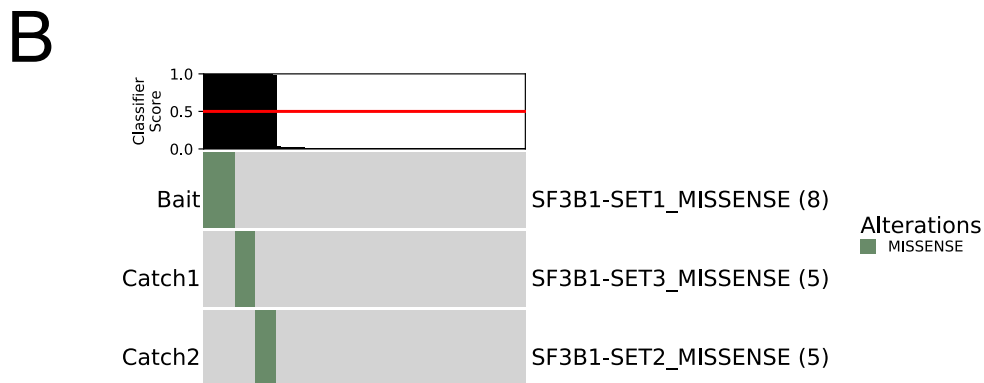 B
1.0
0.5
0.0
Classifier
Score
Bait
SF3B1-SET1_MISSENSE (8)
Catch1
SF3B1-SET3_MISSENSE (5)
Catch2
SF3B1-SET2_MISSENSE (5)
Alterations
MISSENSE